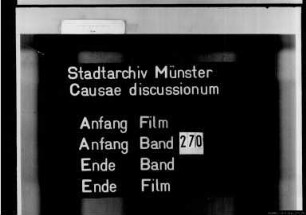 Stadtarchiv Münster
Causae discussionum
Anfang Film
Anfang Band 270
Ende Band
Ende Film